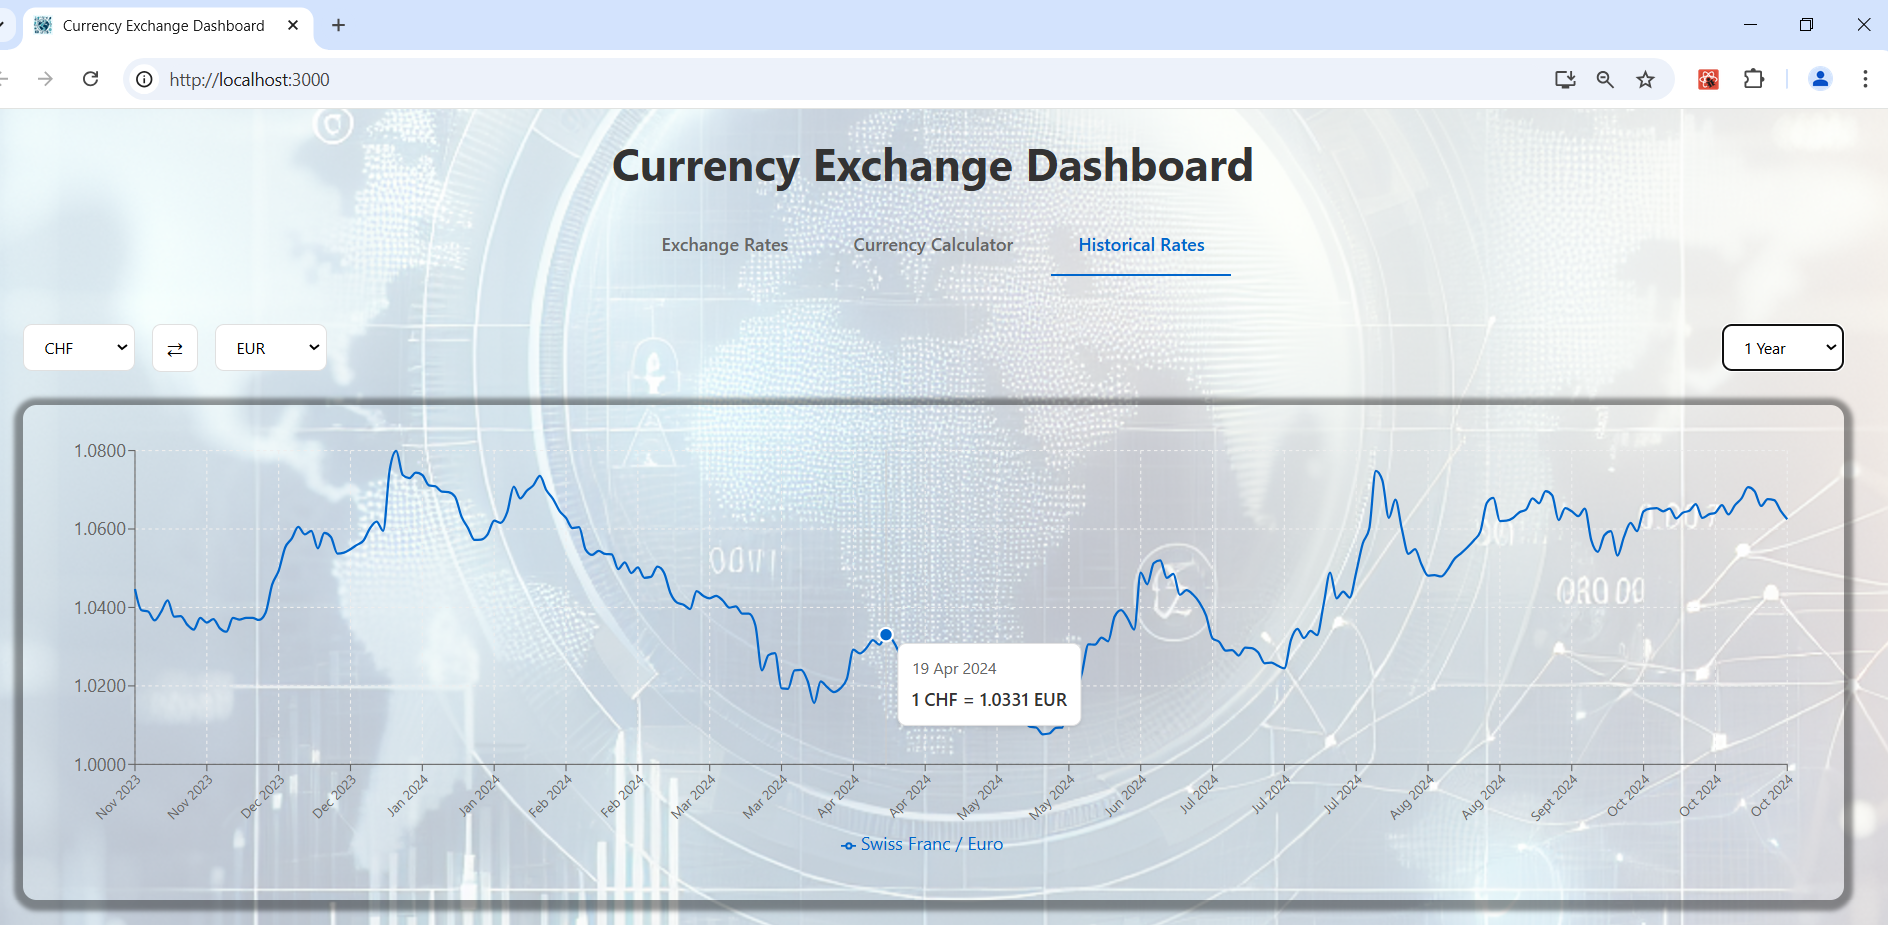 Currency Exchange Dashboard
http://localhost:3000
Currency Exchange Dashboard
Exchange Rates
Currency Calculator
Historical Rates
CHF
EUR
1 Year
1.0800
1.0600
1.0400
1.0200
1.0000
19 Apr 2024
1 CHF = 1.0331 EUR
Nov 2023
Nov 2023
Dec 2023
Dec 2023
Jan 2024
Jan 2024
Feb 2024
Feb 2024
Mar 2024
Mar 2024
Apr 2024
Apr 2024
May 2024
May 2024
Jun 2024
Jul 2024
Jul 2024
Jul 2024
Aug 2024
Aug 2024
Sept 2024
Oct 2024
Oct 2024
Oct 2024
Swiss Franc / Euro